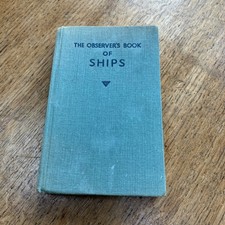 THE OBSERVER'S BOOK
OF
SHIPS